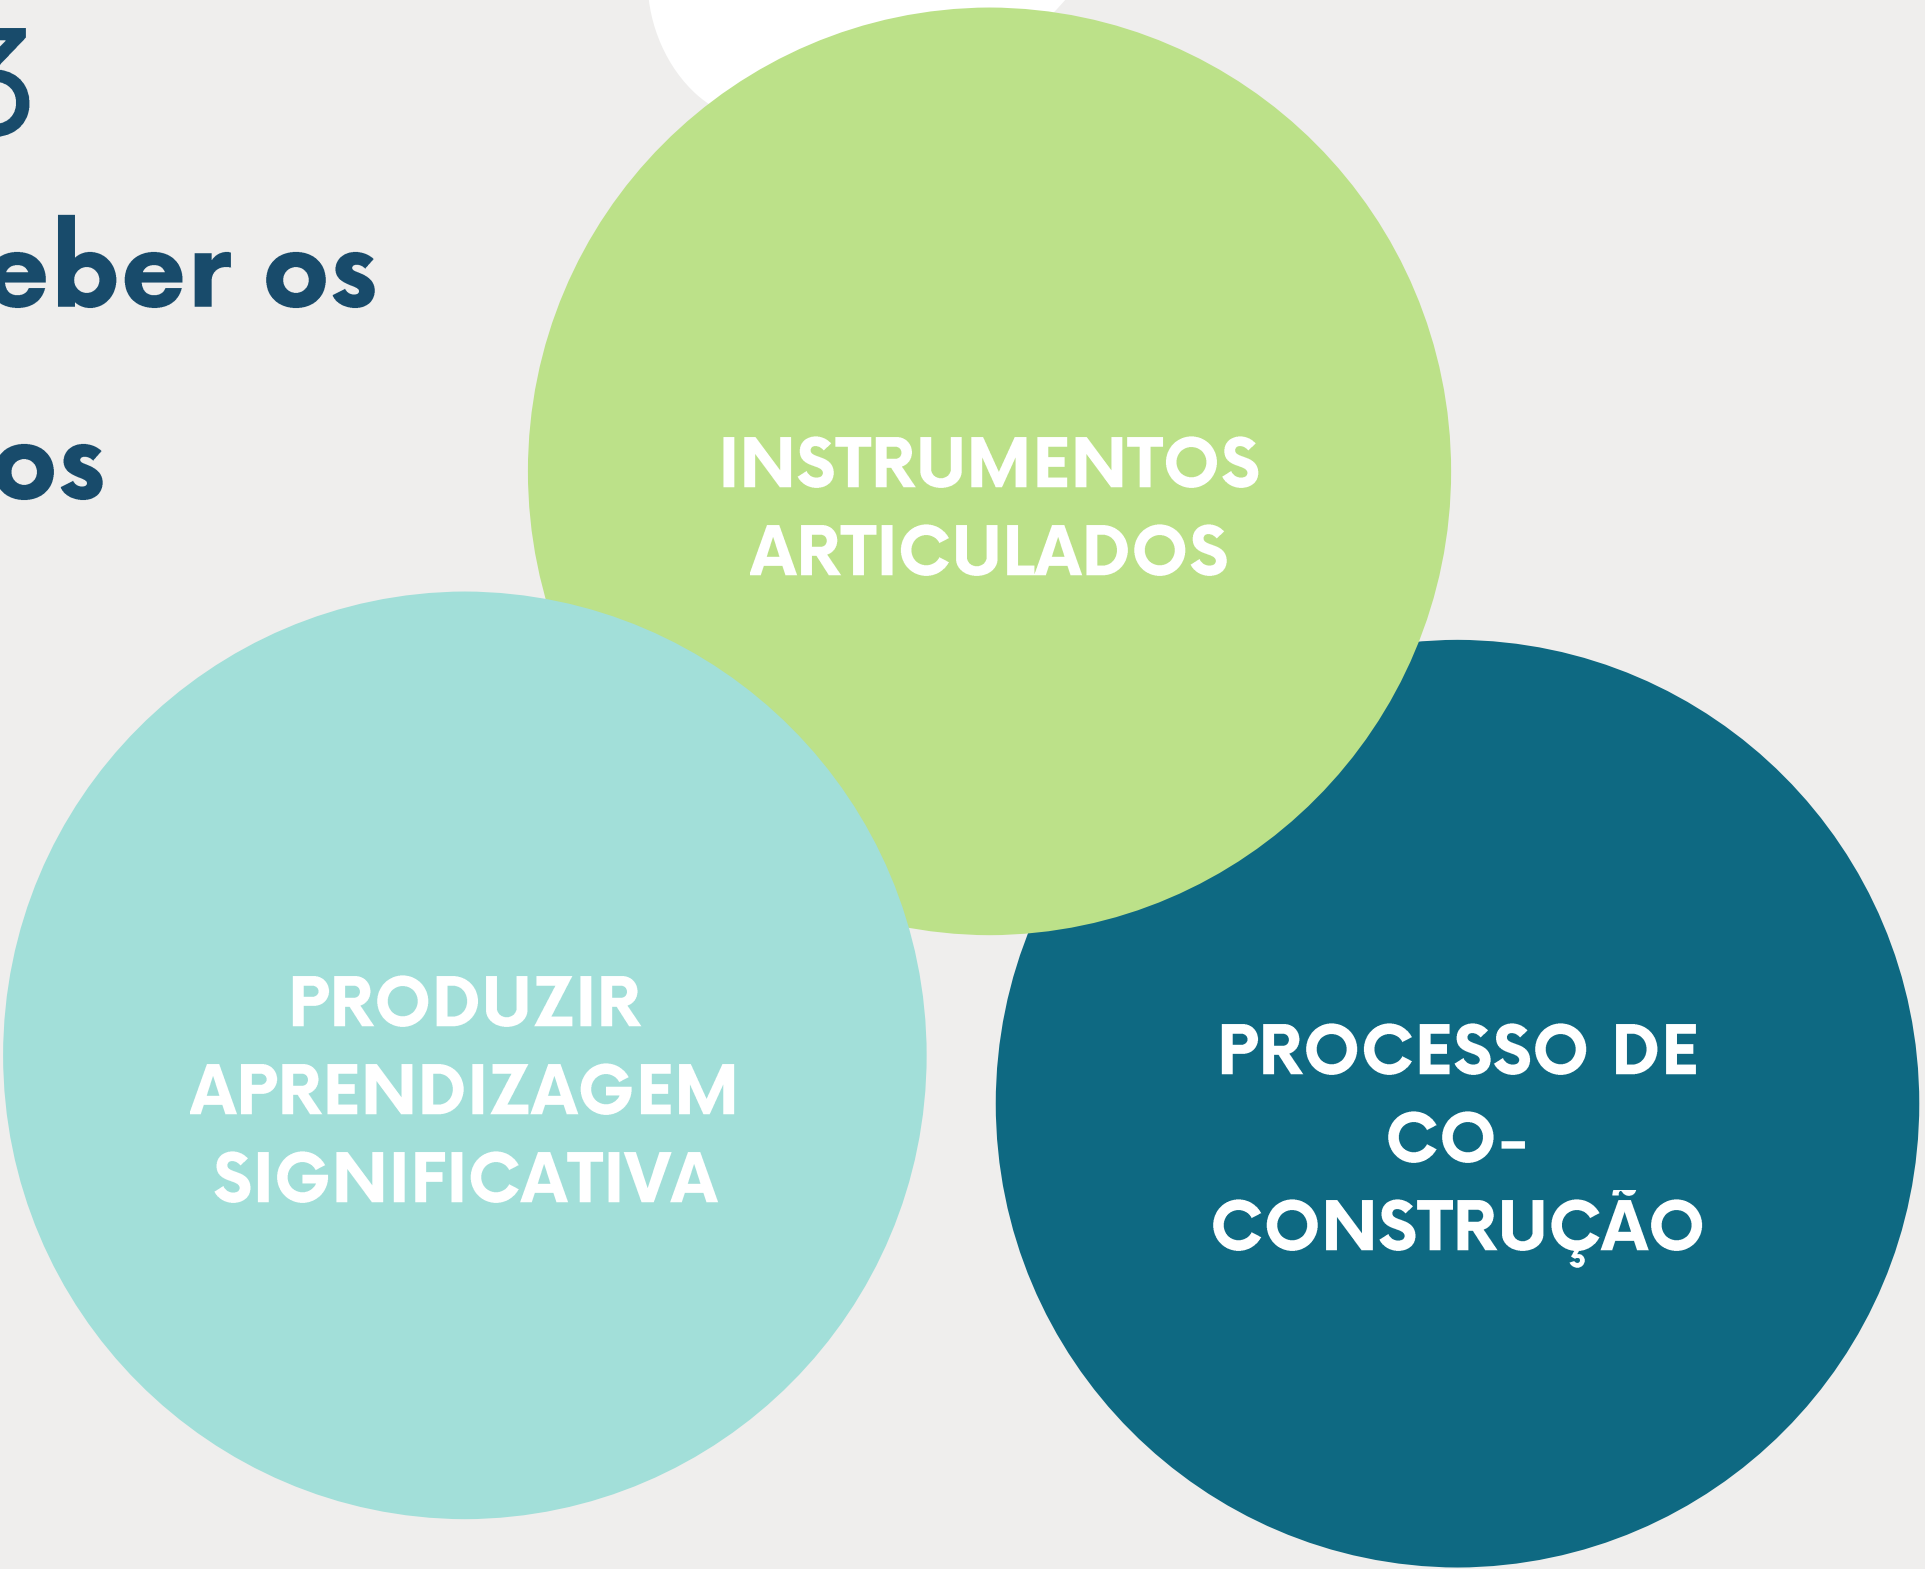 3
eber os
os
INSTRUMENTOS
ARTICULADOS
PRODUZIR
APRENDIZAGEM
SIGNIFICATIVA
PROCESSO DE
CO-
CONSTRUÇÃO